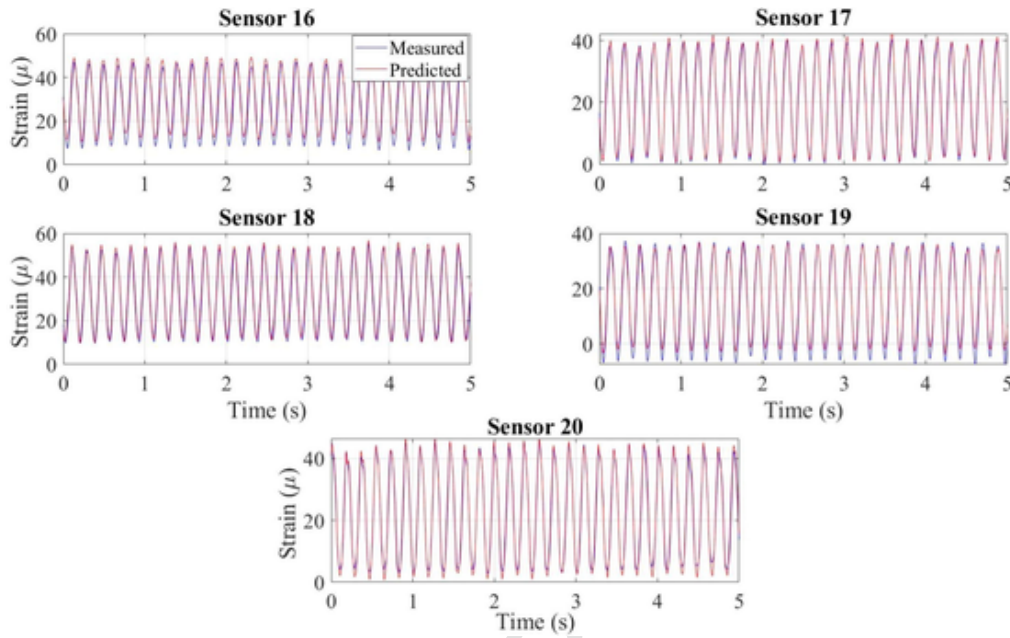 Sensor 16
Sensor 17
60
40
20
0
Strain (μ)
Measured
Predicted
0 1 2 3 4 5
40
20
0
0 1 2 3 4 5
Sensor 18
Sensor 19
60
40
20
0
Strain (μ)
0 1 2 3 4 5
Time (s)
40
20
0
0 1 2 3 4 5
Time (s)
Sensor 20
40
20
0
Strain (μ)
0 1 2 3 4 5
Time (s)